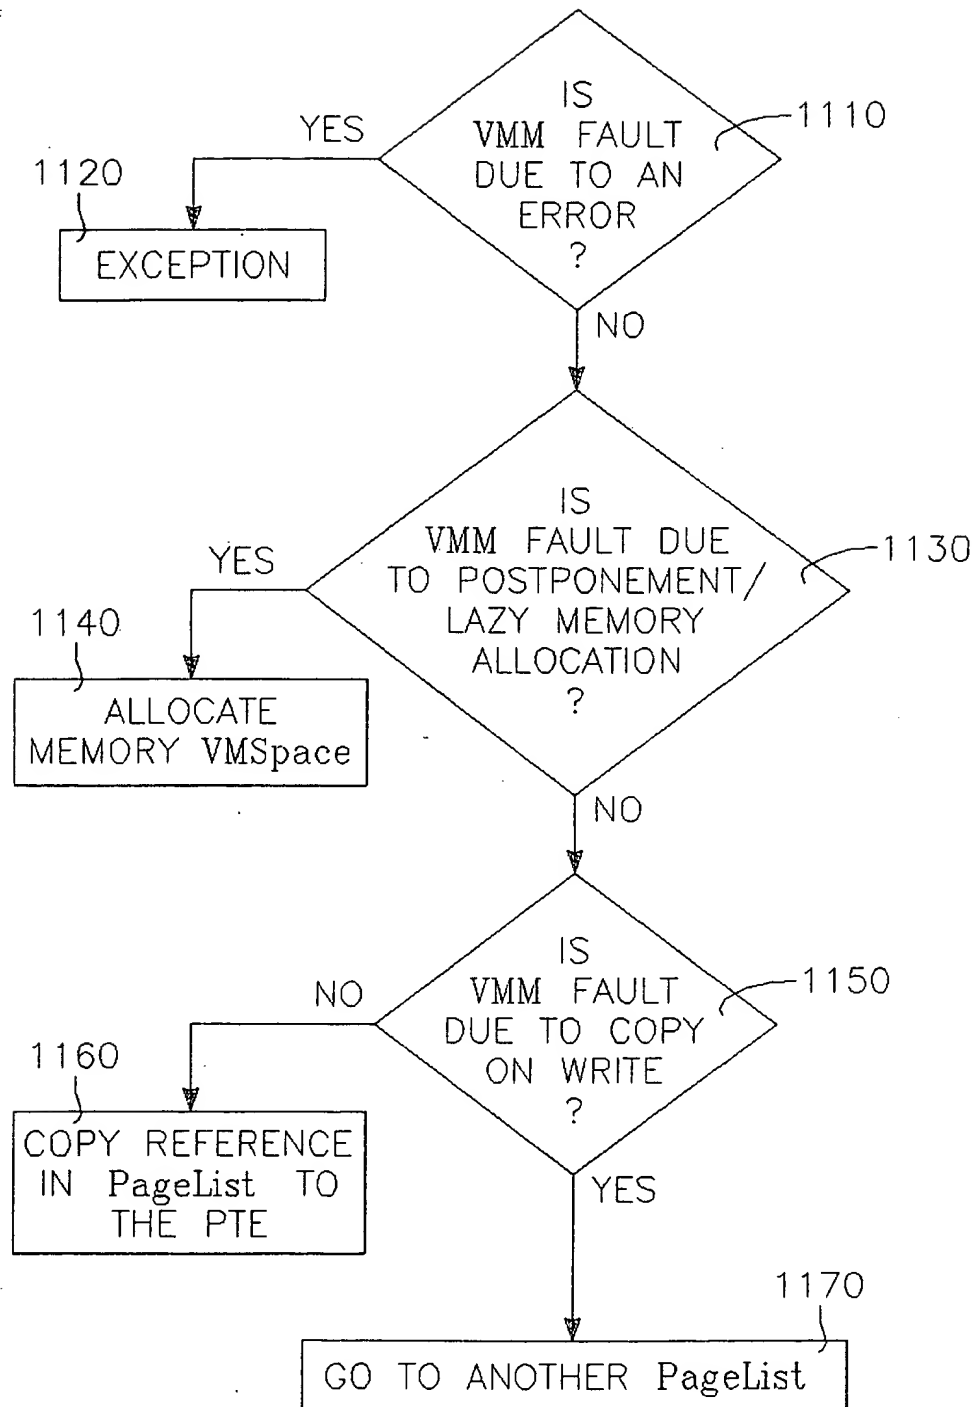 IS
VMM FAULT
DUE TO AN
ERROR
?
1110
YES
1120
EXCEPTION
NO
IS
VMM FAULT DUE
TO POSTPONEMENT/
LAZY MEMORY
ALLOCATION
?
1130
YES
1140
ALLOCATE
MEMORY VMSpace
NO
IS
VMM FAULT
DUE TO COPY
ON WRITE
?
1150
NO
1160
COPY REFERENCE
IN PageList TO
THE PTE
YES
1170
GO TO ANOTHER PageList